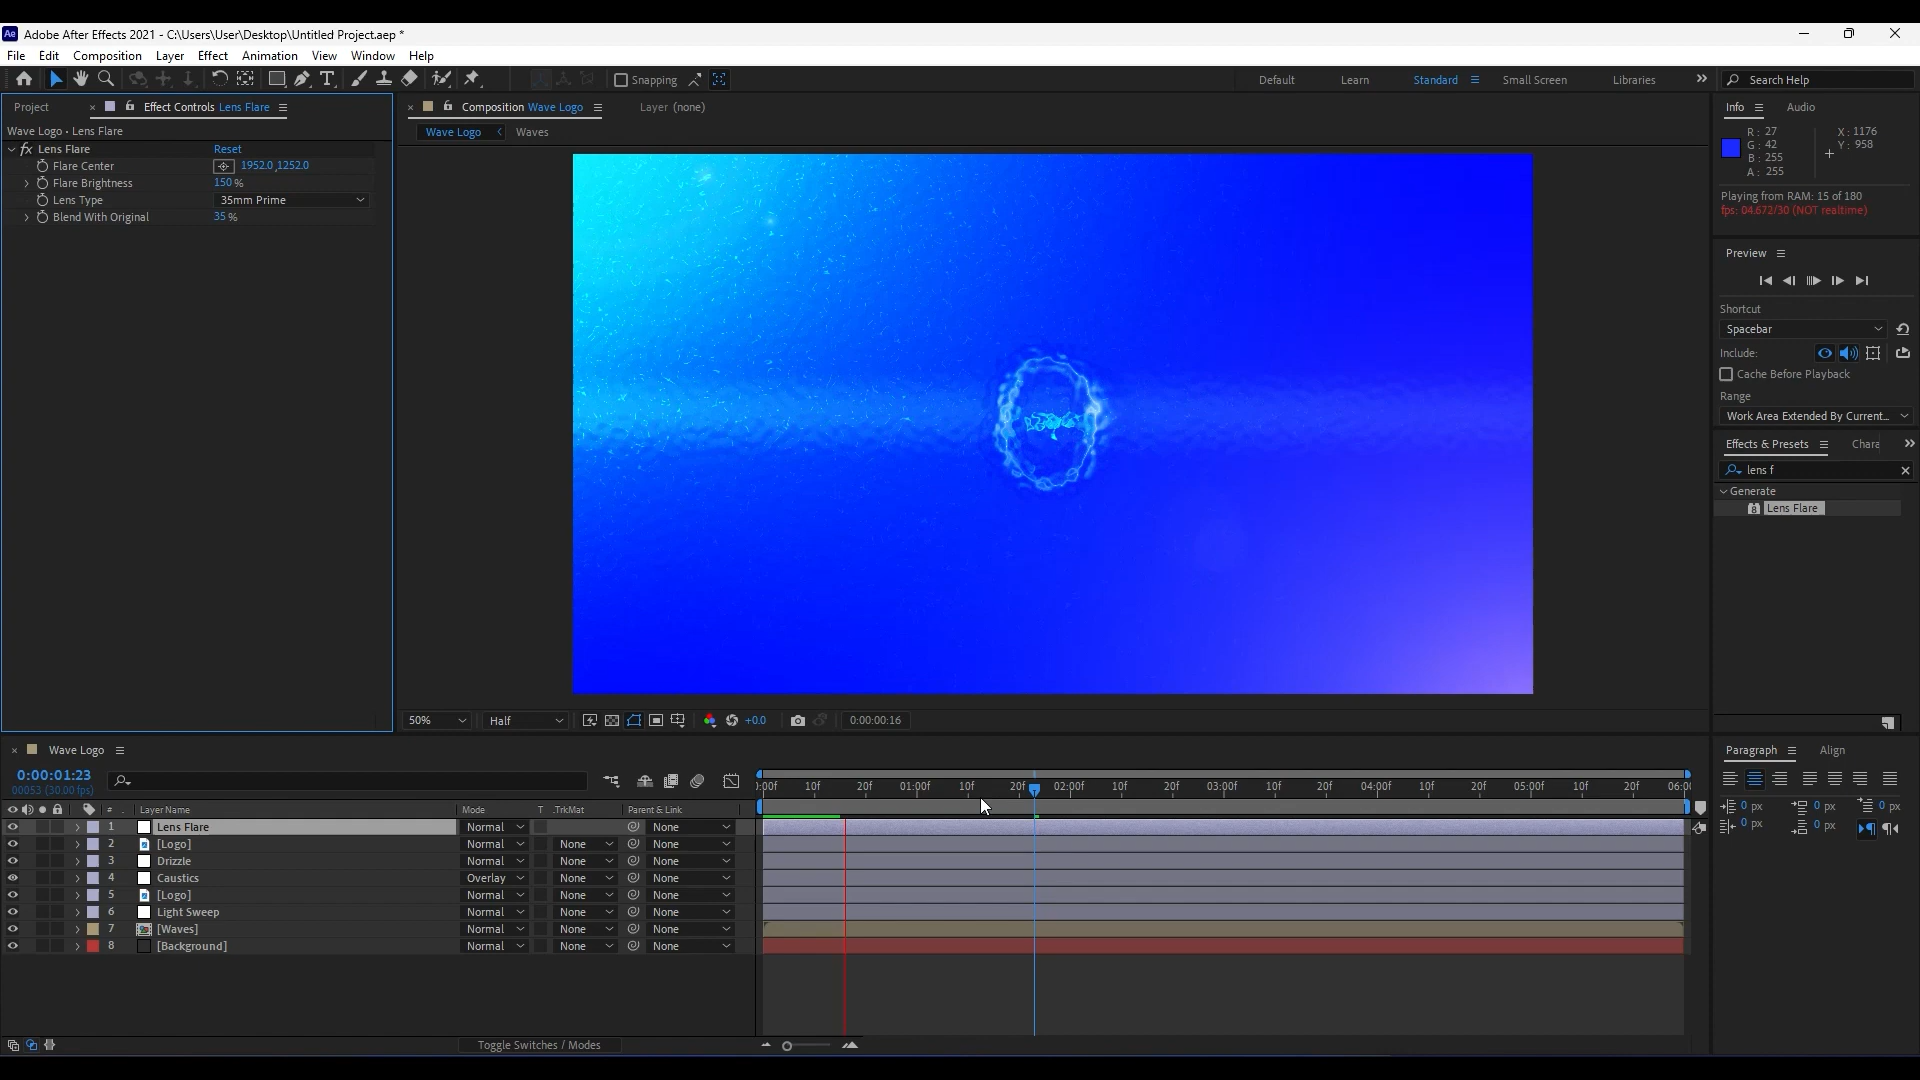 Adobe After Effects 2021 - C:\Users\User\Desktop\Untitled Project.aep *
File Edit Composition Layer Effect Animation View Window Help
Snapping Default Learn Standard Small Screen Libraries Search Help
Project Effect Controls Lens Flare
Wave Logo • Lens Flare
fx Lens Flare Reset
Flare Center 1952.0,1252.0
Flare Brightness 150 %
Lens Type 35mm Prime
Blend With Original 35 %
Composition Wave Logo Layer (none)
Wave Logo Waves
50% Half +0.0 0:00:00:16
Info Audio
R: 27 X: 1176
G: 42 Y: 958
B: 255
A: 255
Playing from RAM: 15 of 180
fps: 04.672/30 (NOT realtime)
Preview
Shortcut
Spacebar
Include:
Cache Before Playback
Range
Work Area Extended By Current...
Effects & Presets Chara
lens f
Generate
Lens Flare
Paragraph Align
0 px 0 px 0 px
0 px 0 px
Wave Logo
0:00:01:23
00053 (30.00 fps)
:00f 10f 20f 01:00f 10f 20f 02:00f 10f 20f 03:00f 10f 20f 04:00f 10f 20f 05:00f 10f 20f 06:00
# Layer Name Mode T .TrkMat Parent & Link
1 Lens Flare Normal None
2 [Logo] Normal None None
3 Drizzle Normal None None
4 Caustics Overlay None None
5 [Logo] Normal None None
6 Light Sweep Normal None None
7 [Waves] Normal None None
8 [Background] Normal None None
Toggle Switches / Modes